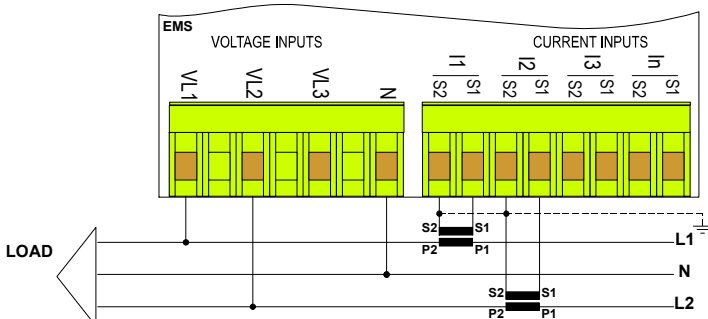 EMS
VOLTAGE INPUTS
CURRENT INPUTS
VL1
VL2
VL3
N
I1
I2
I3
In
S2
S1
S2
S1
S2
S1
S2
S1
S2 S1
P2 P1
L1
LOAD
N
S2 S1
P2 P1
L2